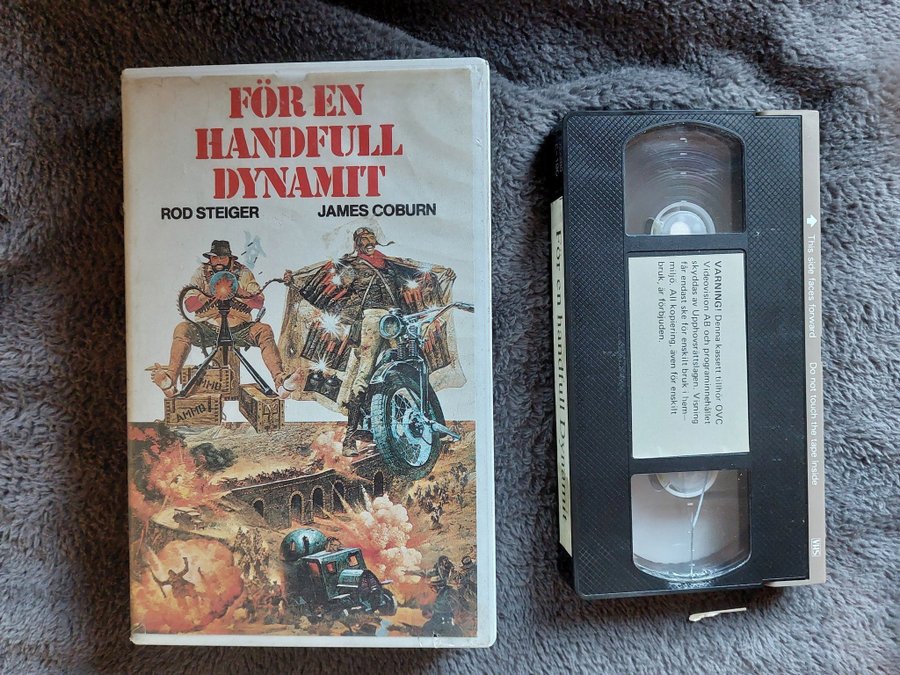 FÖR EN
HANDFULL
DYNAMIT
ROD STEIGER JAMES COBURN
AMMO
AMMO
För en handfull Dynamit
VARNING! Denna kassett tillhör OVC
Videovision AB och programinnehållet
skyddas av Upphovsrättslagen. Visning
får endast ske för enskilt bruk i hem-
miljö. All kopiering, även för enskilt
bruk, är förbjuden.
This side faces forward Do not touch the tape inside
VHS